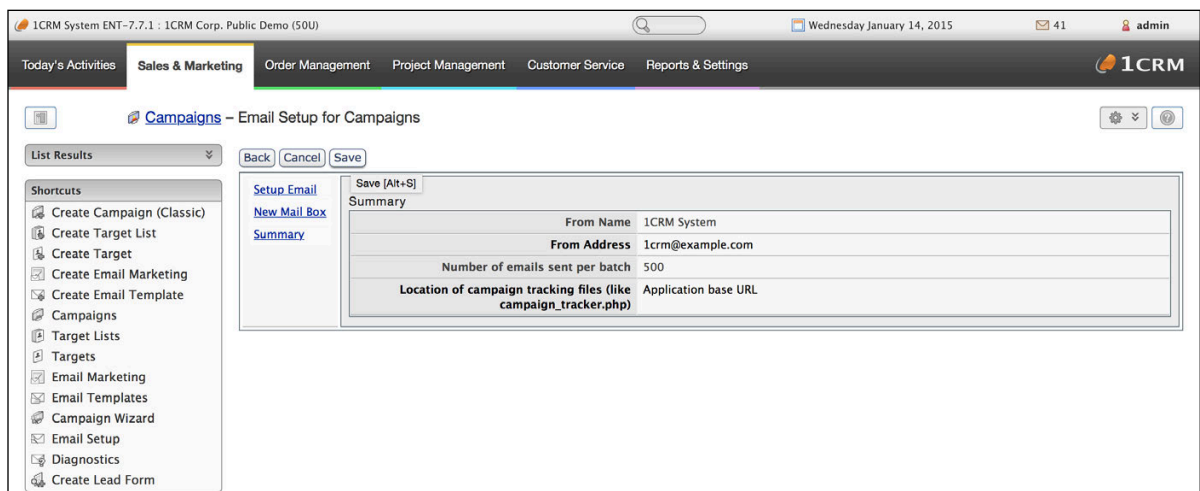 1CRM System ENT-7.7.1 : 1CRM Corp. Public Demo (50U)
Wednesday January 14, 2015
41
admin
Today's Activities
Sales & Marketing
Order Management
Project Management
Customer Service
Reports & Settings
1CRM
Campaigns – Email Setup for Campaigns
List Results
Back
Cancel
Save
Shortcuts
Create Campaign (Classic)
Create Target List
Create Target
Create Email Marketing
Create Email Template
Campaigns
Target Lists
Targets
Email Marketing
Email Templates
Campaign Wizard
Email Setup
Diagnostics
Create Lead Form
Setup Email
New Mail Box
Summary
Save [Alt+S]
Summary
From Name 1CRM System
From Address 1crm@example.com
Number of emails sent per batch 500
Location of campaign tracking files (like Application base URL
campaign_tracker.php)